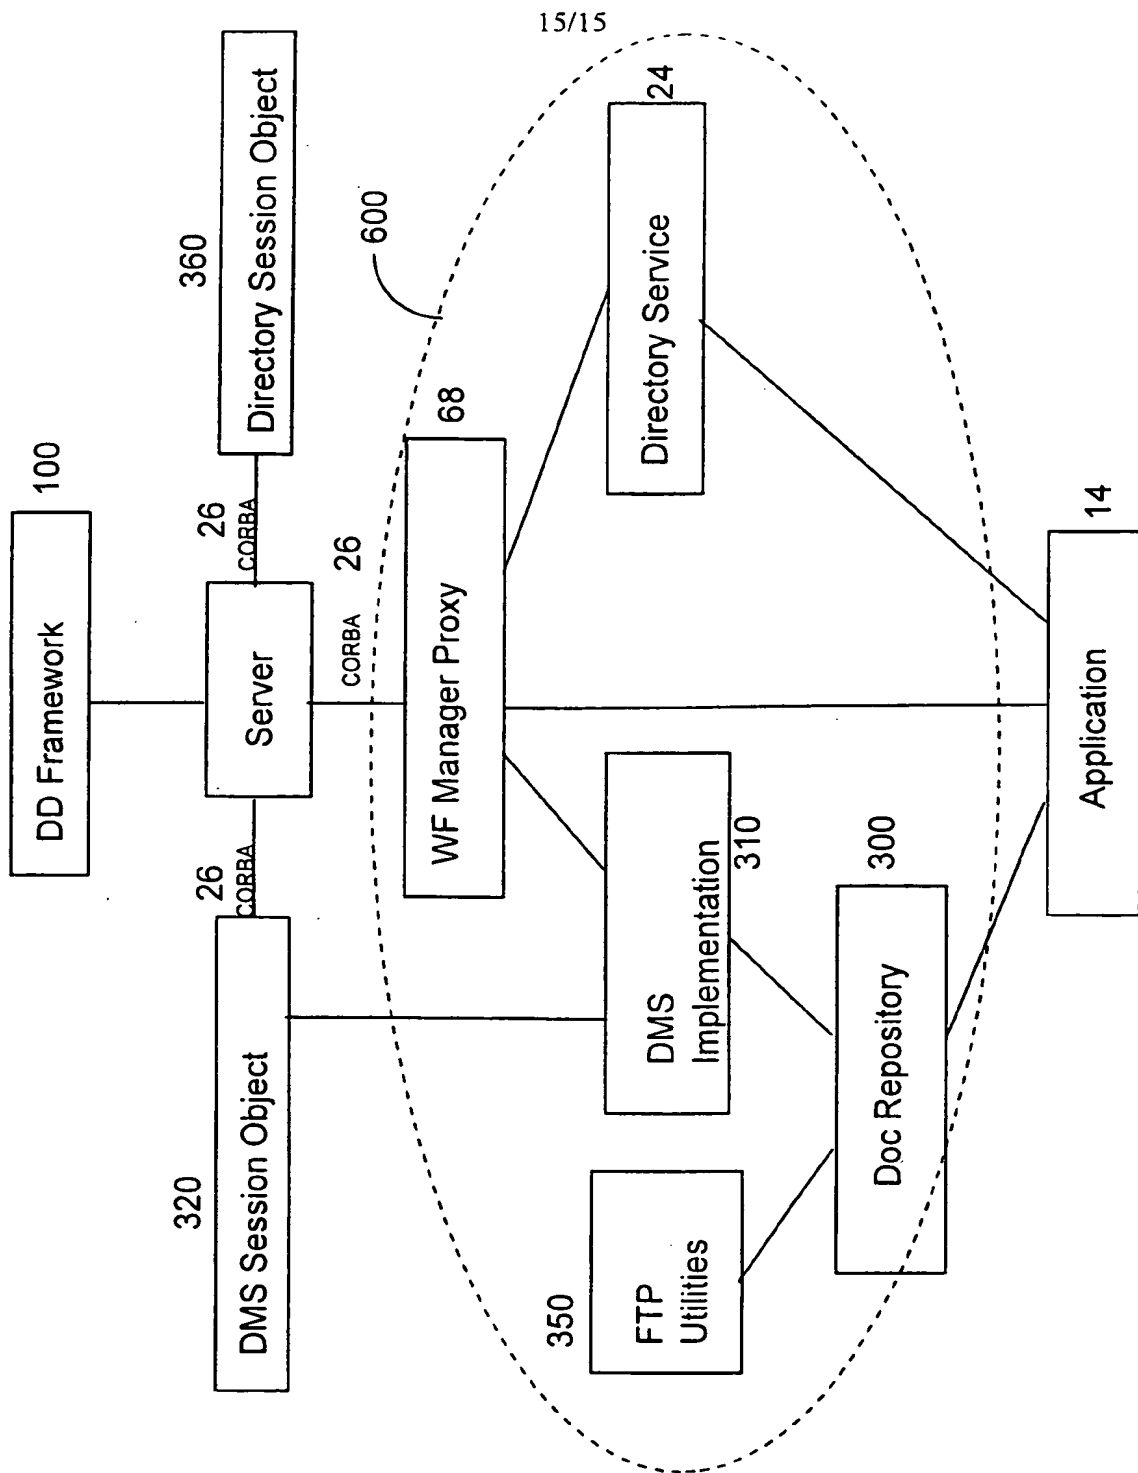 15/15
DD Framework
100
320
DMS Session Object
26
CORBA
Server
26
CORBA
360
Directory Session Object
CORBA
26
600
WF Manager Proxy
68
DMS
Implementation
310
Directory Service
24
350
FTP
Utilities
Doc Repository
300
Application
14